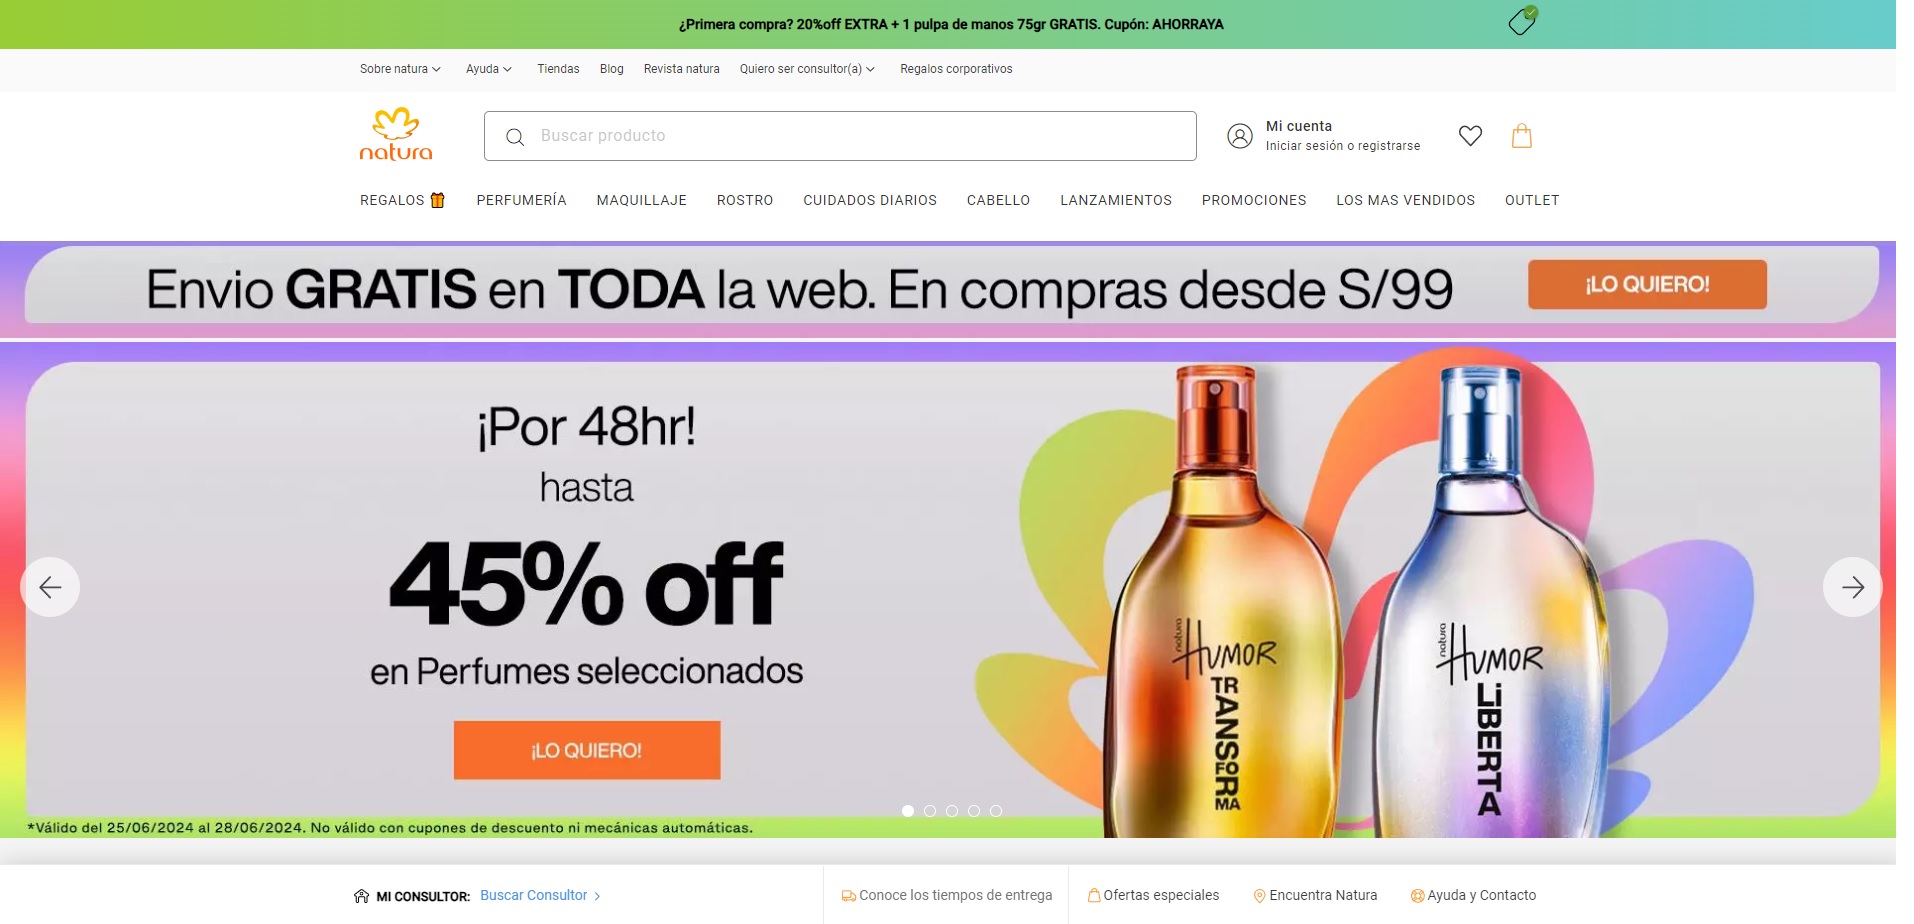 ¿Primera compra? 20%off EXTRA + 1 pulpa de manos 75gr GRATIS. Cupón: AHORRAYA
Sobre natura Ayuda Tiendas Blog Revista natura Quiero ser consultor(a) Regalos corporativos
natura
Buscar producto
Mi cuenta
Iniciar sesión o registrarse
REGALOS PERFUMERÍA MAQUILLAJE ROSTRO CUIDADOS DIARIOS CABELLO LANZAMIENTOS PROMOCIONES LOS MAS VENDIDOS OUTLET
Envio GRATIS en TODA la web. En compras desde S/99
¡LO QUIERO!
¡Por 48hr!
hasta
45% off
en Perfumes seleccionados
¡LO QUIERO!
natura
HUMOR
TRANSFORMA
natura
HUMOR
LiBERTA
*Válido del 25/06/2024 al 28/06/2024. No válido con cupones de descuento ni mecánicas automáticas.
MI CONSULTOR: Buscar Consultor
Conoce los tiempos de entrega
Ofertas especiales
Encuentra Natura
Ayuda y Contacto